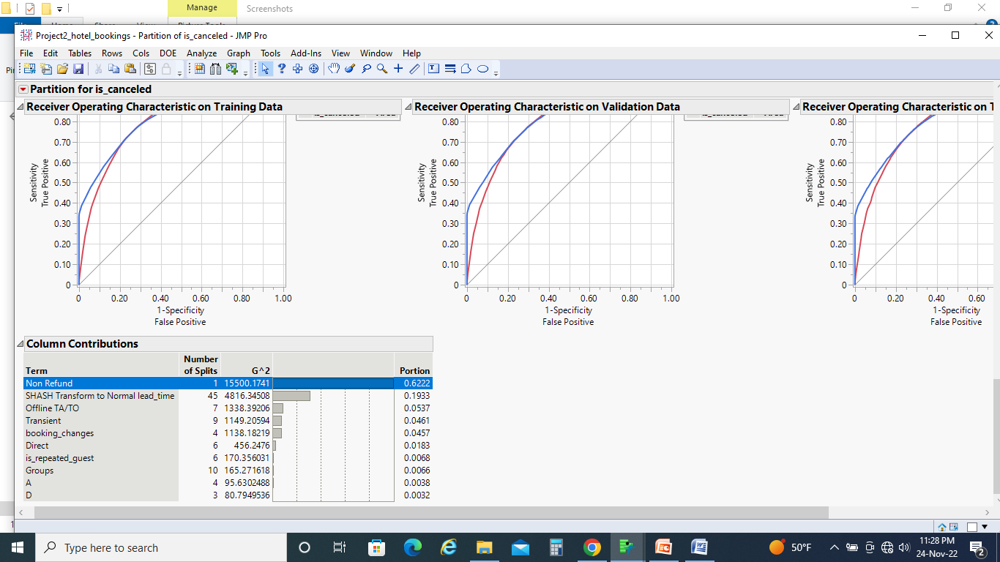 Manage
Screenshots
File Home Share View Picture Tools
Project2_hotel_bookings - Partition of is_canceled - JMP Pro
File Edit Tables Rows Cols DOE Analyze Graph Tools Add-Ins View Window Help
Partition for is_canceled
Receiver Operating Characteristic on Training Data
Receiver Operating Characteristic on Validation Data
Receiver Operating Characteristic on T
is_canceled Area
is_canceled Area
0.80
0.70
0.60
0.50
0.40
0.30
0.20
0.10
0
Sensitivity
True Positive
0 0.20 0.40 0.60 0.80 1.00
1-Specificity
False Positive
0.80
0.70
0.60
0.50
0.40
0.30
0.20
0.10
0
Sensitivity
True Positive
0 0.20 0.40 0.60 0.80 1.00
1-Specificity
False Positive
0.80
0.70
0.60
0.50
0.40
0.30
0.20
0.10
0
Sensitivity
True Positive
0 0.20 0.40 0.60
1-Specificity
False Positive
Column Contributions
Term Number of Splits G^2 Portion
Non Refund 1 15500.1741 0.6222
SHASH Transform to Normal lead_time 45 4816.34508 0.1933
Offline TA/TO 7 1338.39206 0.0537
Transient 9 1149.20594 0.0461
booking_changes 4 1138.18219 0.0457
Direct 6 456.2476 0.0183
is_repeated_guest 6 170.356031 0.0068
Groups 10 165.271618 0.0066
A 4 95.6302488 0.0038
D 3 80.7949536 0.0032
Type here to search
50°F
11:28 PM
24-Nov-22
2